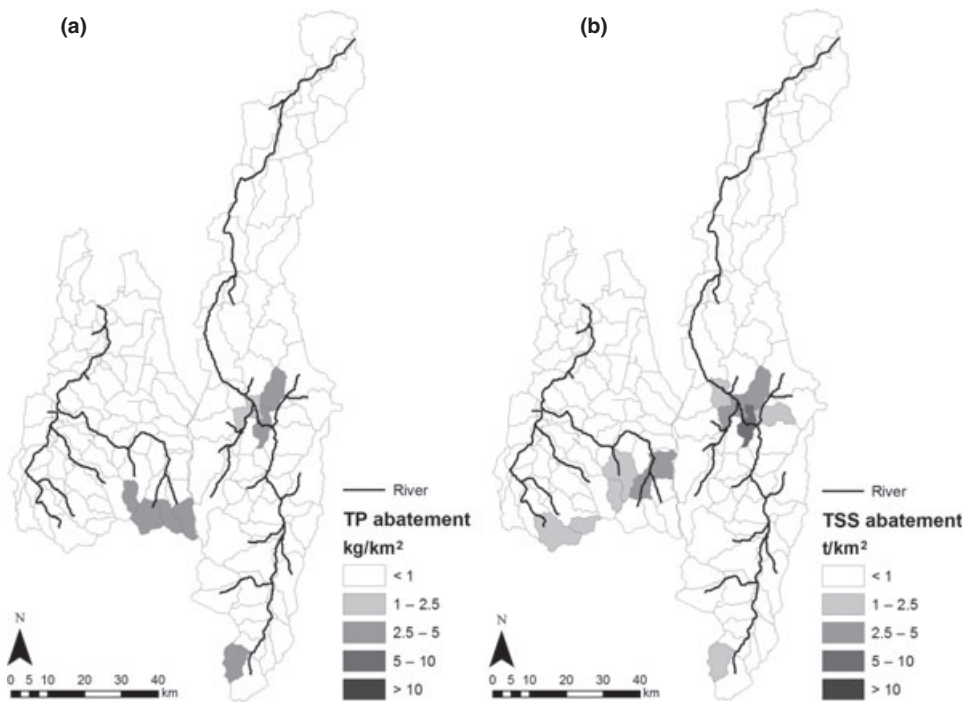 (a)
River
TP abatement
kg/km²
< 1
1 – 2.5
2.5 – 5
5 – 10
> 10
N
0 5 10 20 30 40
km
(b)
River
TSS abatement
t/km²
< 1
1 – 2.5
2.5 – 5
5 – 10
> 10
N
0 5 10 20 30 40
km